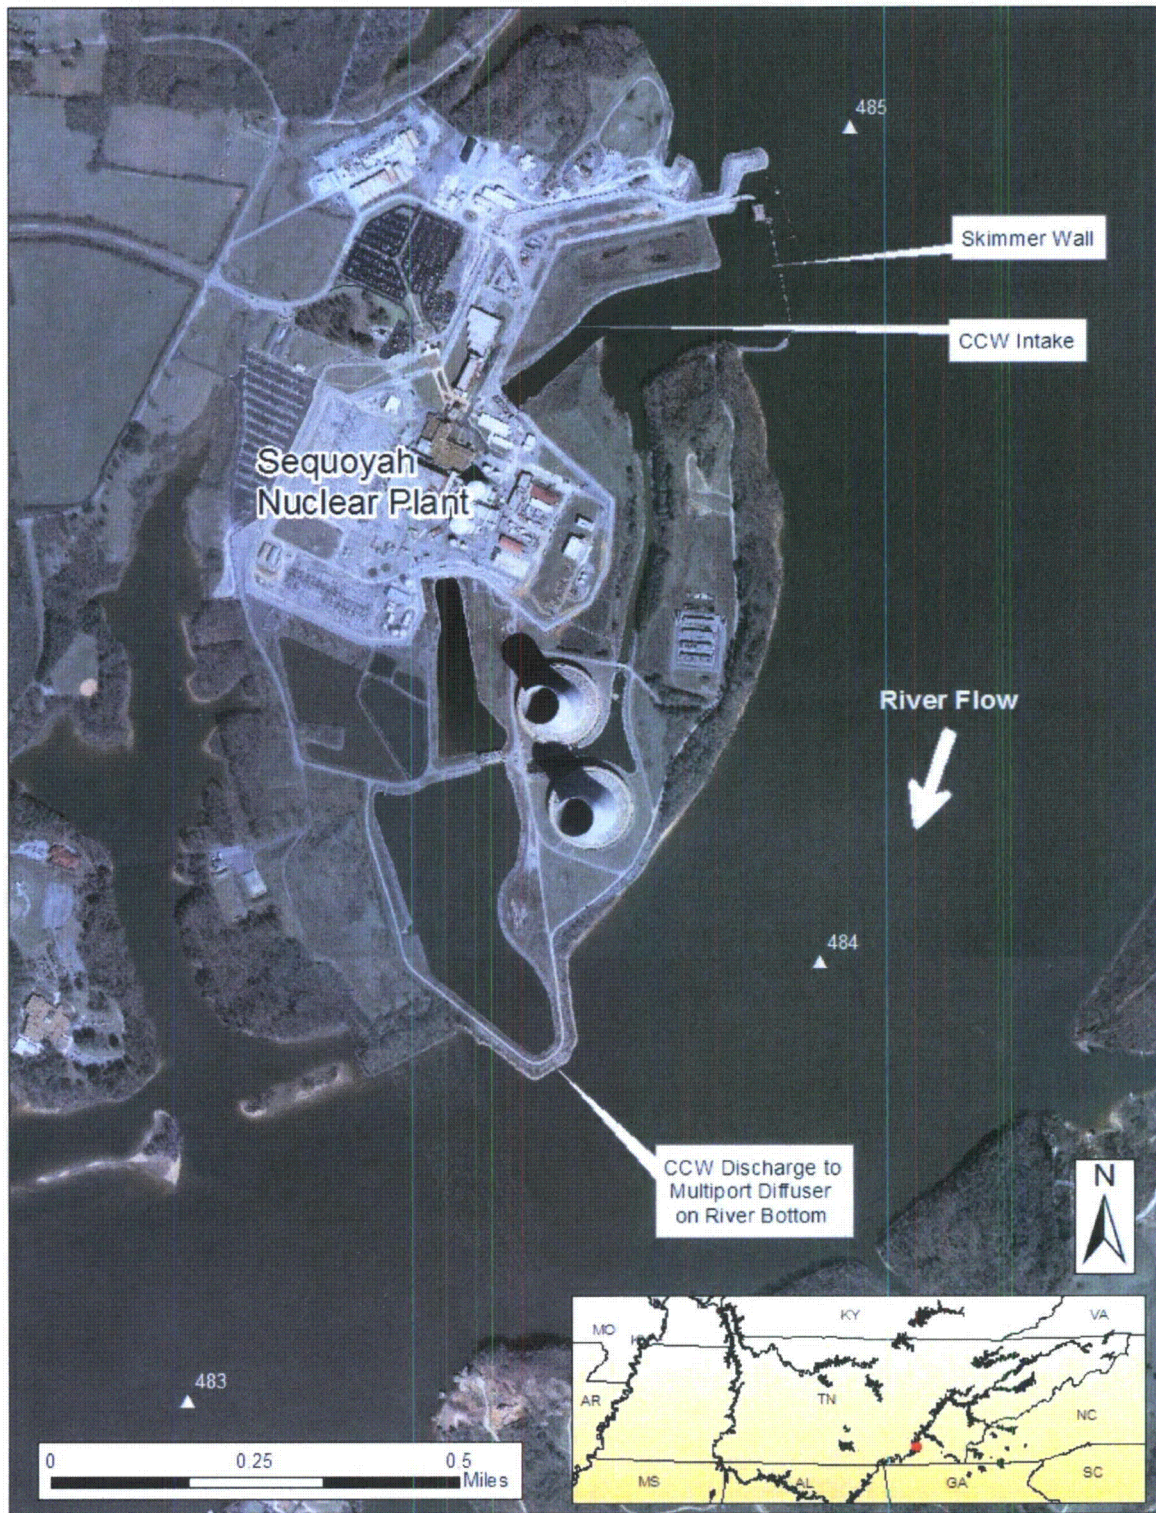 485
Skimmer Wall
CCW Intake
Sequoyah
Nuclear Plant
River Flow
484
CCW Discharge to
Multiport Diffuser
on River Bottom
N
483
0
0.25
0.5
Miles
MO
KY
VA
AR
TN
NC
MS
AL
GA
SC